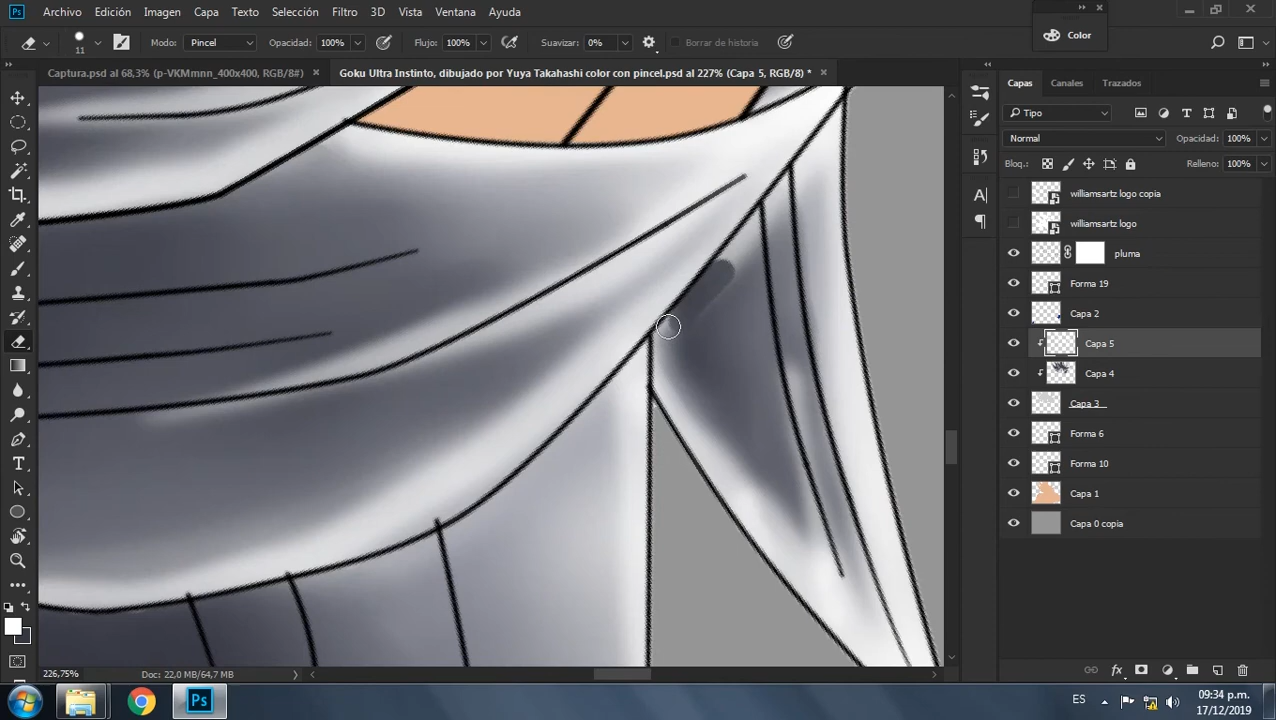 Ps Archivo Edición Imagen Capa Texto Selección Filtro 3D Vista Ventana Ayuda
Color
11 Modo: Pincel Opacidad: 100% Flujo: 100% Suavizar: 0% Borrar de historia
Captura.psd al 68,3% (p-VKMmnn_400x400, RGB/8#) Goku Ultra Instinto, dibujado por Yuya Takahashi color con pincel.psd al 227% (Capa 5, RGB/8) *
Capas Canales Trazados
Tipo
Normal Opacidad: 100%
Bloq.: Relleno: 100%
williamsartz logo copia
williamsartz logo
pluma
Forma 19
Capa 2
Capa 5
Capa 4
Capa 3
Forma 6
Forma 10
Capa 1
Capa 0 copia
226,75% Doc: 22,0 MB/64,7 MB
fx
Ps ES 09:34 p.m.
17/12/2019